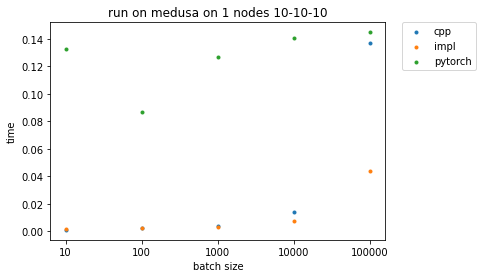 run on medusa on 1 nodes 10-10-10
cpp
impl
pytorch
0.14
0.12
0.10
0.08
0.06
0.04
0.02
0.00
time
10 100 1000 10000 100000
batch size